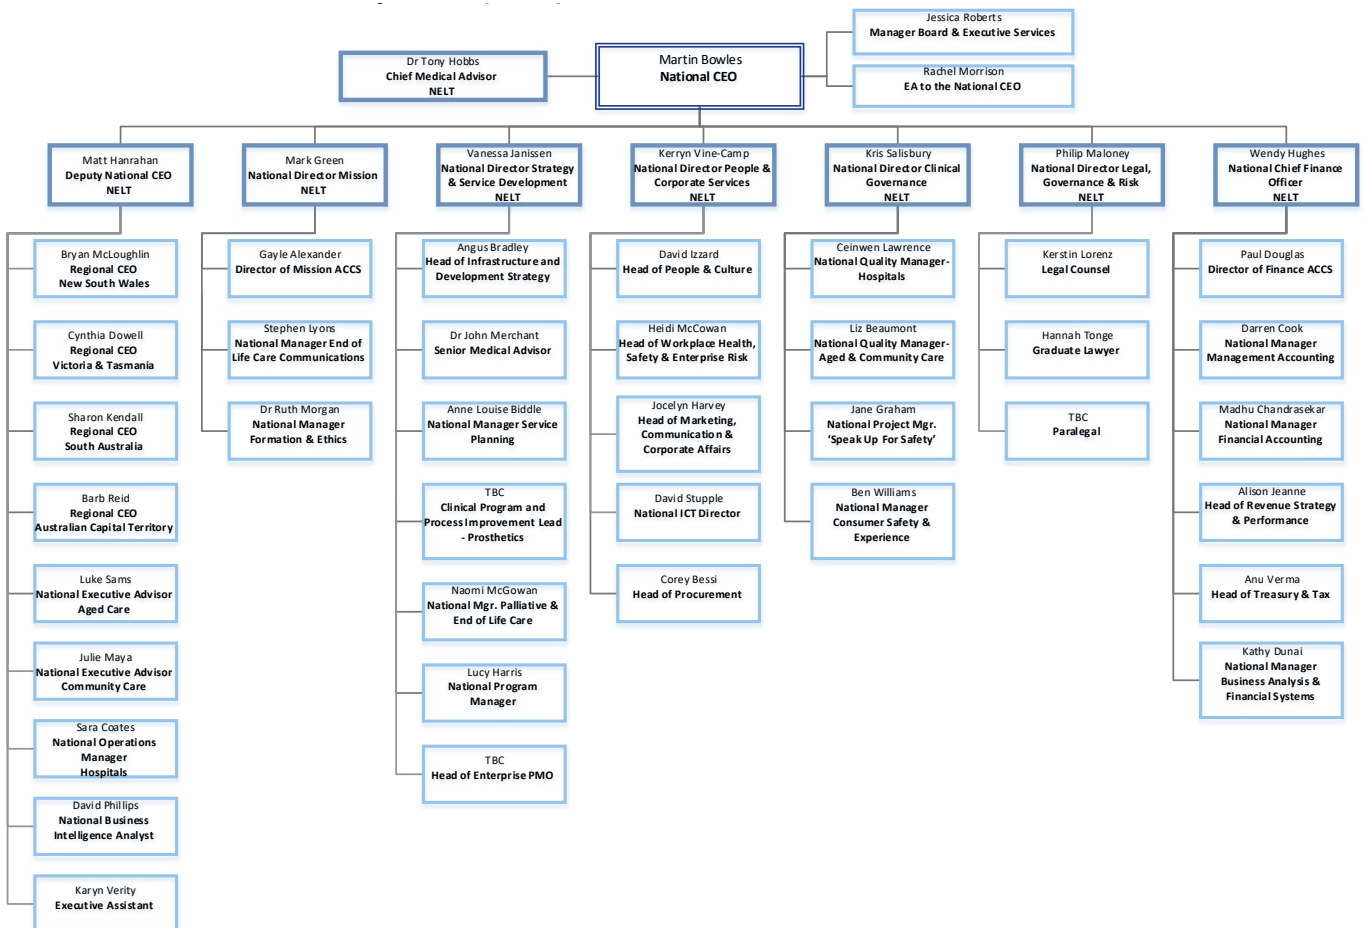 Jessica Roberts
Manager Board & Executive Services
Dr Tony Hobbs
Chief Medical Advisor
NELT
Martin Bowles
National CEO
Rachel Morrison
EA to the National CEO
Matt Hanrahan
Deputy National CEO
NELT
Mark Green
National Director Mission
NELT
Vanessa Janissen
National Director Strategy
& Service Development
NELT
Kerryn Vine-Camp
National Director People &
Corporate Services
NELT
Kris Salisbury
National Director Clinical
Governance
NELT
Philip Maloney
National Director Legal,
Governance & Risk
NELT
Wendy Hughes
National Chief Finance
Officer
NELT
Bryan McLoughlin
Regional CEO
New South Wales
Cynthia Dowell
Regional CEO
Victoria & Tasmania
Sharon Kendall
Regional CEO
South Australia
Barb Reid
Regional CEO
Australian Capital Territory
Luke Sams
National Executive Advisor
Aged Care
Julie Maya
National Executive Advisor
Community Care
Sara Coates
National Operations
Manager
Hospitals
David Phillips
National Business
Intelligence Analyst
Karyn Verity
Executive Assistant
Gayle Alexander
Director of Mission ACCS
Stephen Lyons
National Manager End of
Life Care Communications
Dr Ruth Morgan
National Manager
Formation & Ethics
Angus Bradley
Head of Infrastructure and
Development Strategy
Dr John Merchant
Senior Medical Advisor
Anne Louise Biddle
National Manager Service
Planning
TBC
Clinical Program and
Process Improvement Lead
- Prosthetics
Naomi McGowan
National Mgr. Palliative &
End of Life Care
Lucy Harris
National Program
Manager
TBC
Head of Enterprise PMO
David Izzard
Head of People & Culture
Heidi McCowan
Head of Workplace Health,
Safety & Enterprise Risk
Jocelyn Harvey
Head of Marketing,
Communication &
Corporate Affairs
David Stupple
National ICT Director
Corey Bessi
Head of Procurement
Ceinwen Lawrence
National Quality Manager-
Hospitals
Liz Beaumont
National Quality Manager-
Aged & Community Care
Jane Graham
National Project Mgr.
‘Speak Up For Safety’
Ben Williams
National Manager
Consumer Safety &
Experience
Kerstin Lorenz
Legal Counsel
Hannah Tonge
Graduate Lawyer
TBC
Paralegal
Paul Douglas
Director of Finance ACCS
Darren Cook
National Manager
Management Accounting
Madhu Chandrasekar
National Manager
Financial Accounting
Alison Jeanne
Head of Revenue Strategy
& Performance
Anu Verma
Head of Treasury & Tax
Kathy Dunai
National Manager
Business Analysis &
Financial Systems